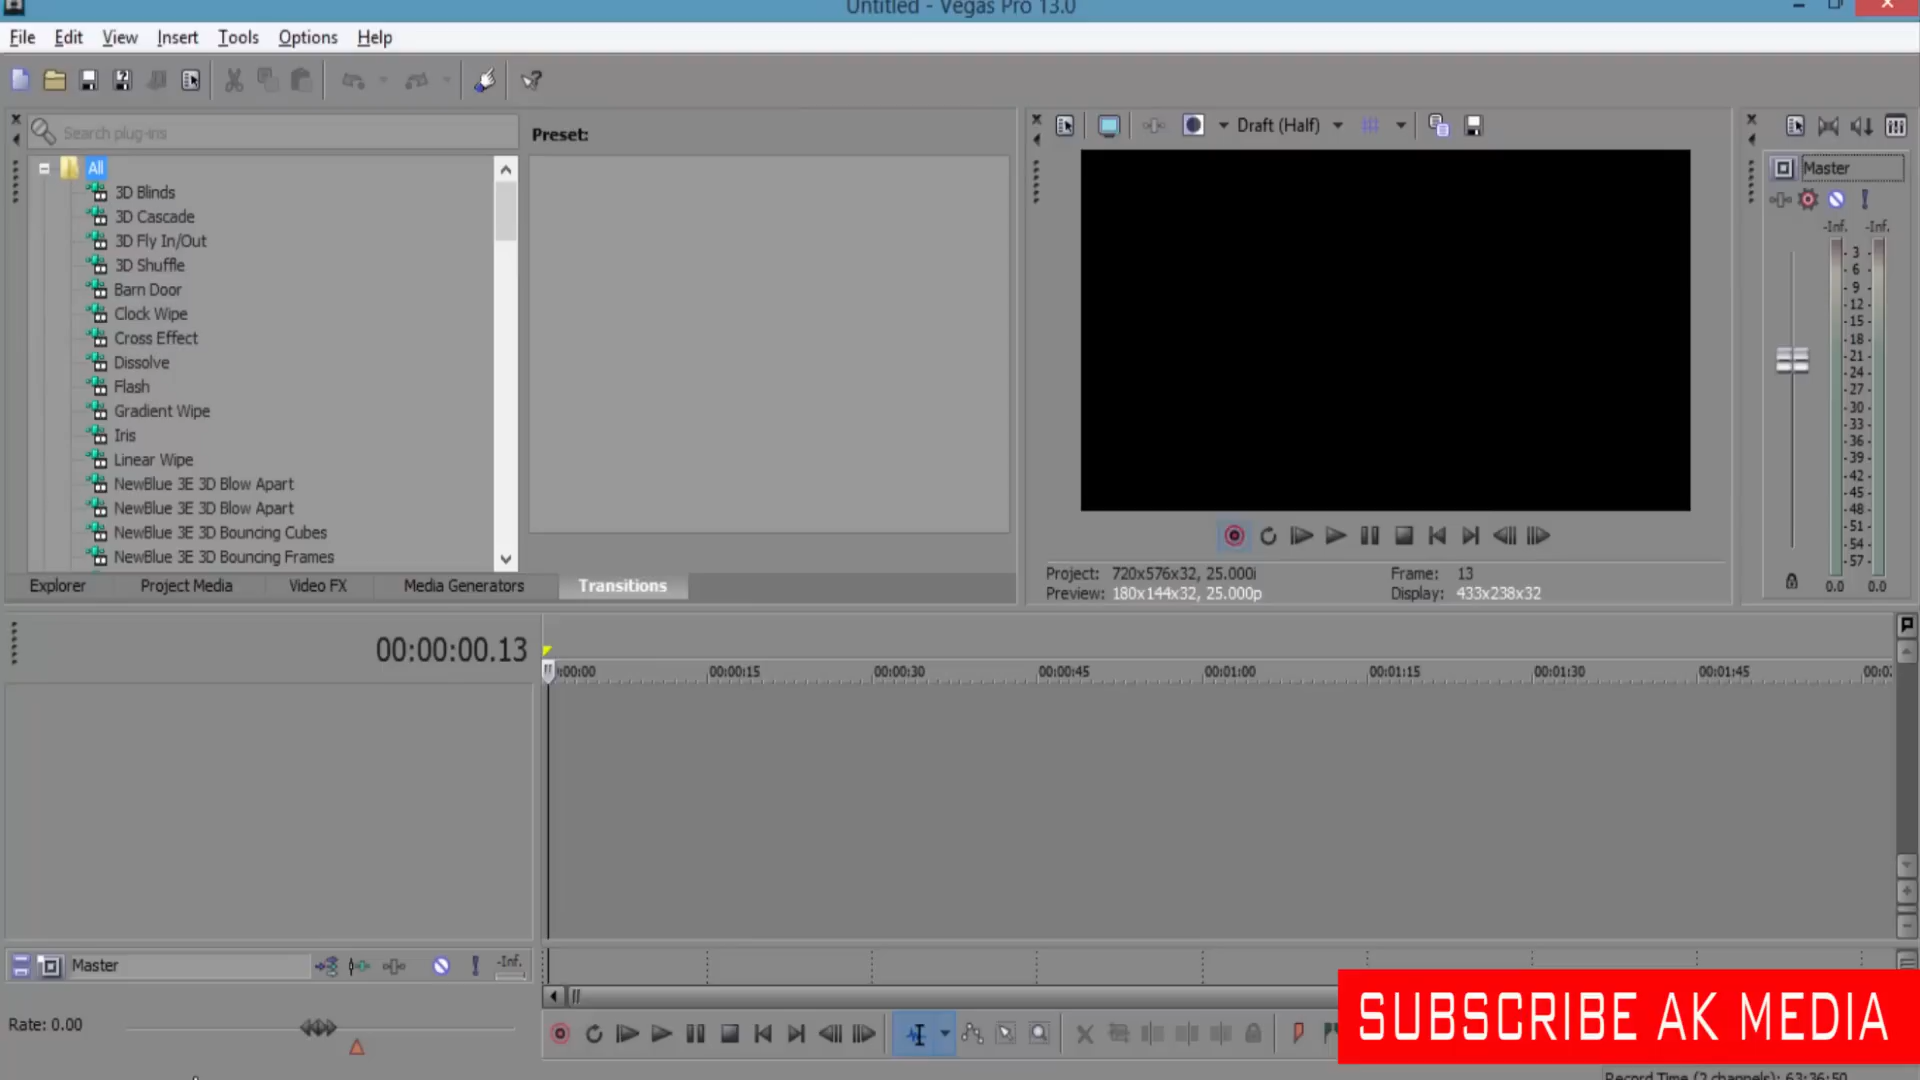 Untitled - Vegas Pro 13.0
File Edit View Insert Tools Options Help
Search plug-ins
Preset:
All
3D Blinds
3D Cascade
3D Fly In/Out
3D Shuffle
Barn Door
Clock Wipe
Cross Effect
Dissolve
Flash
Gradient Wipe
Iris
Linear Wipe
NewBlue 3E 3D Blow Apart
NewBlue 3E 3D Blow Apart
NewBlue 3E 3D Bouncing Cubes
NewBlue 3E 3D Bouncing Frames
Explorer Project Media Video FX Media Generators Transitions
Draft (Half)
Project: 720x576x32, 25.000i
Preview: 180x144x32, 25.000p
Frame: 13
Display: 433x238x32
Master
-Inf. -Inf.
3
6
9
12
15
18
21
24
27
30
33
36
39
42
45
48
51
54
57
0.0 0.0
00:00:00.13
:00:00 00:00:15 00:00:30 00:00:45 00:01:00 00:01:15 00:01:30 00:01:45 00:0
Master
-Inf.
Rate: 0.00
SUBSCRIBE AK MEDIA
Record Time (2 channels): 63:36:50